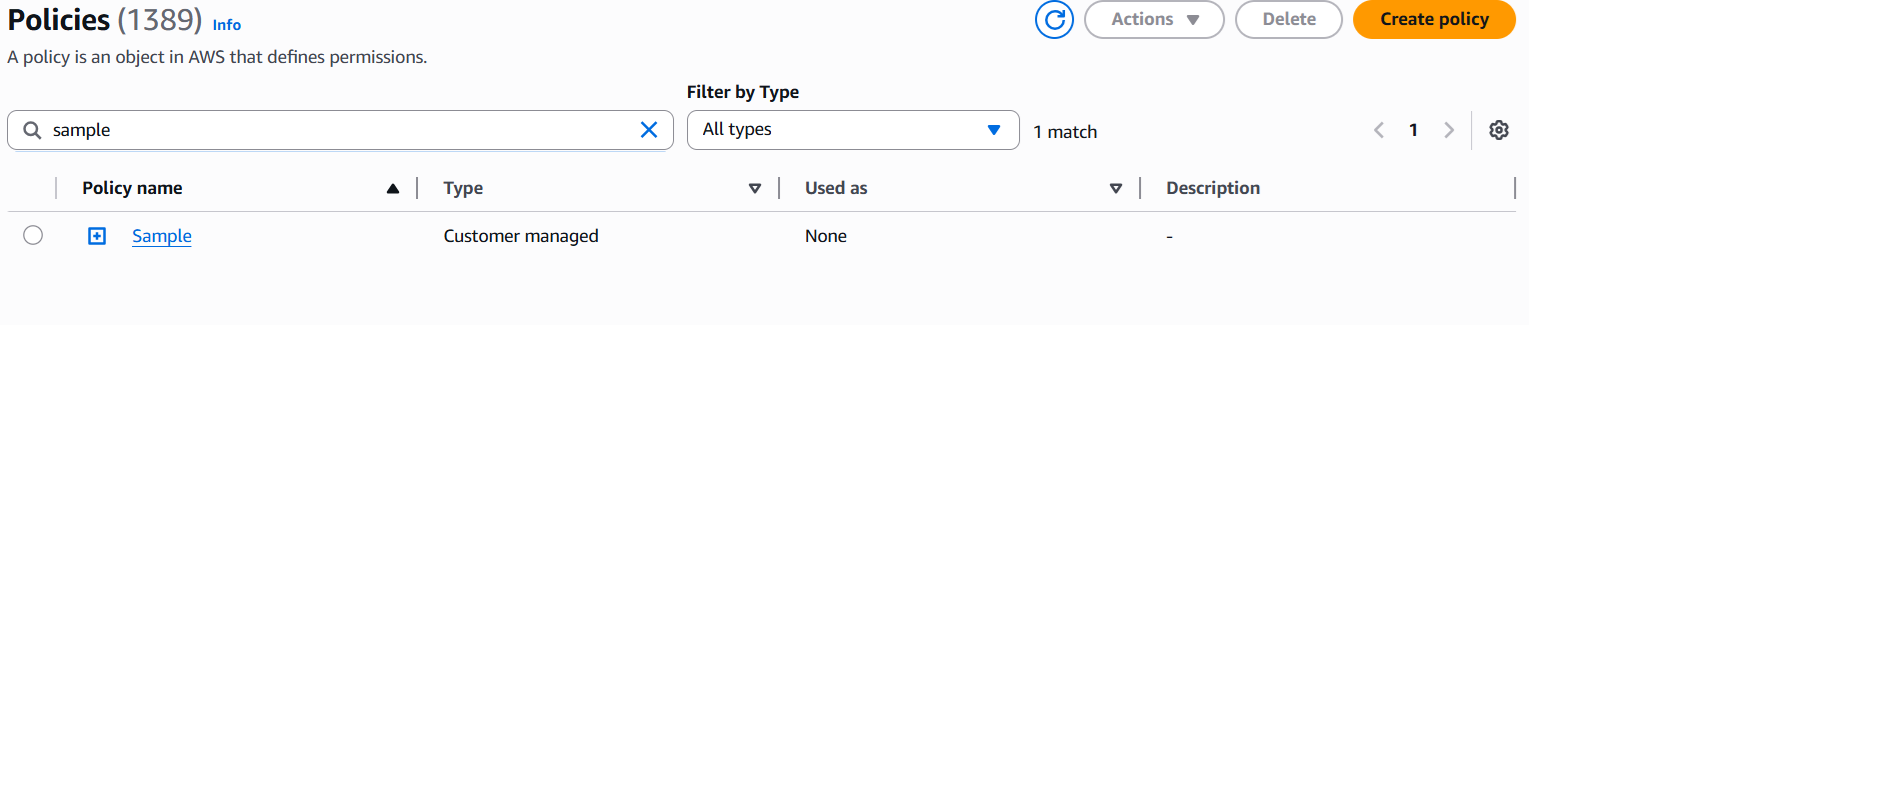 Policies (1389) Info
Actions
Delete
Create policy
A policy is an object in AWS that defines permissions.
Filter by Type
sample
All types
1 match
1
Policy name
Type
Used as
Description
Sample
Customer managed
None
-